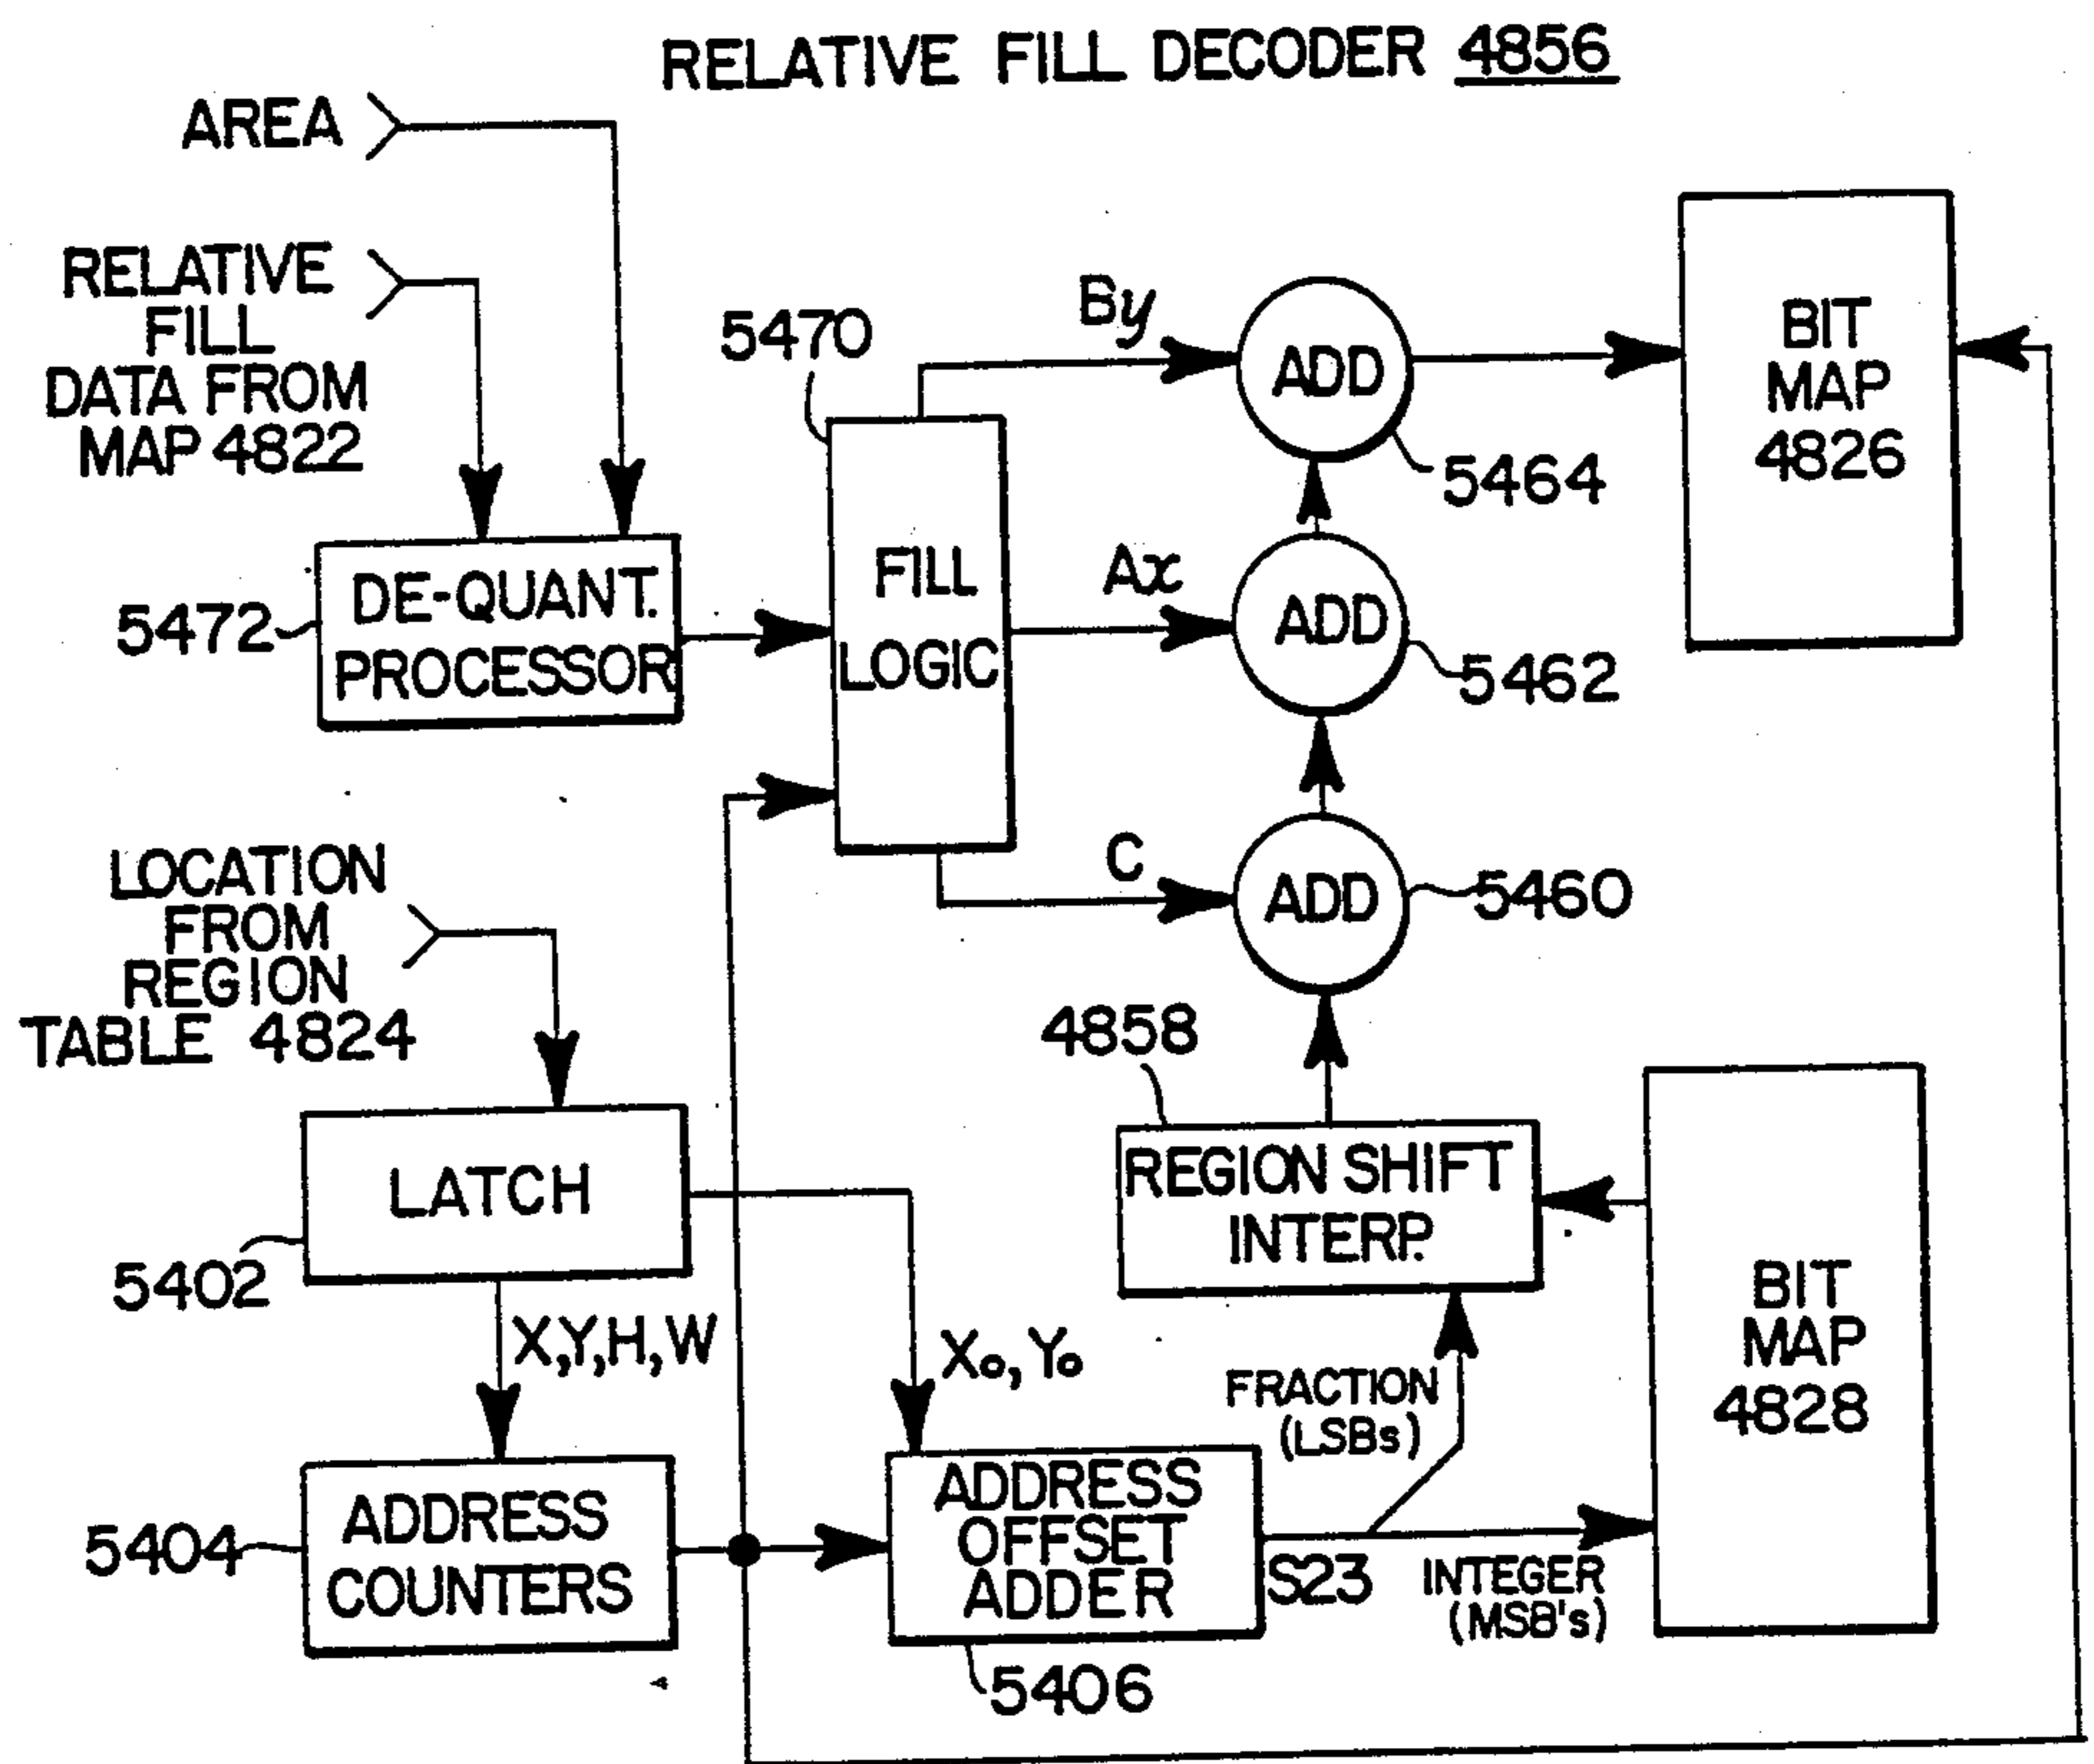 RELATIVE FILL DECODER 4856
AREA
RELATIVE
FILL
DATA FROM
MAP 4822
5470
By
ADD
5464
BIT
MAP
4826
5472
DE-QUANT.
PROCESSOR
FILL
LOGIC
Ax
ADD
5462
LOCATION
FROM
REGION
TABLE 4824
C
ADD
5460
4858
LATCH
5402
REGION SHIFT
INTERP.
X,Y,H,W
Xo, Yo
FRACTION
(LSBs)
BIT
MAP
4828
5404
ADDRESS
COUNTERS
ADDRESS
OFFSET
ADDER
S23
INTEGER
(MSB's)
5406